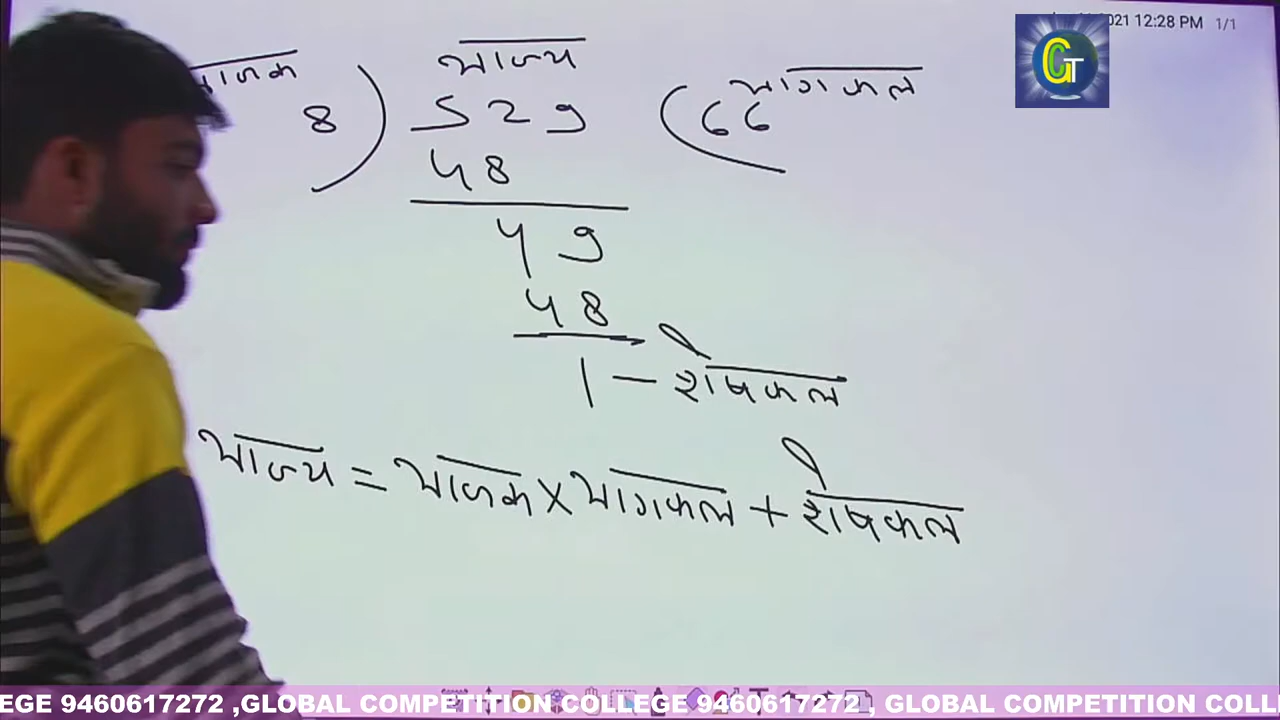 2021 12:28 PM 1/1
GT
भाजक भाज्य भागफल
8 ) 529 ( 66
48
49
48
1 – शेषफल
भाज्य = भाजक × भागफल + शेषफल
EGE 9460617272 ,GLOBAL COMPETITION COLLEGE 9460617272 , GLOBAL COMPETITION COLL